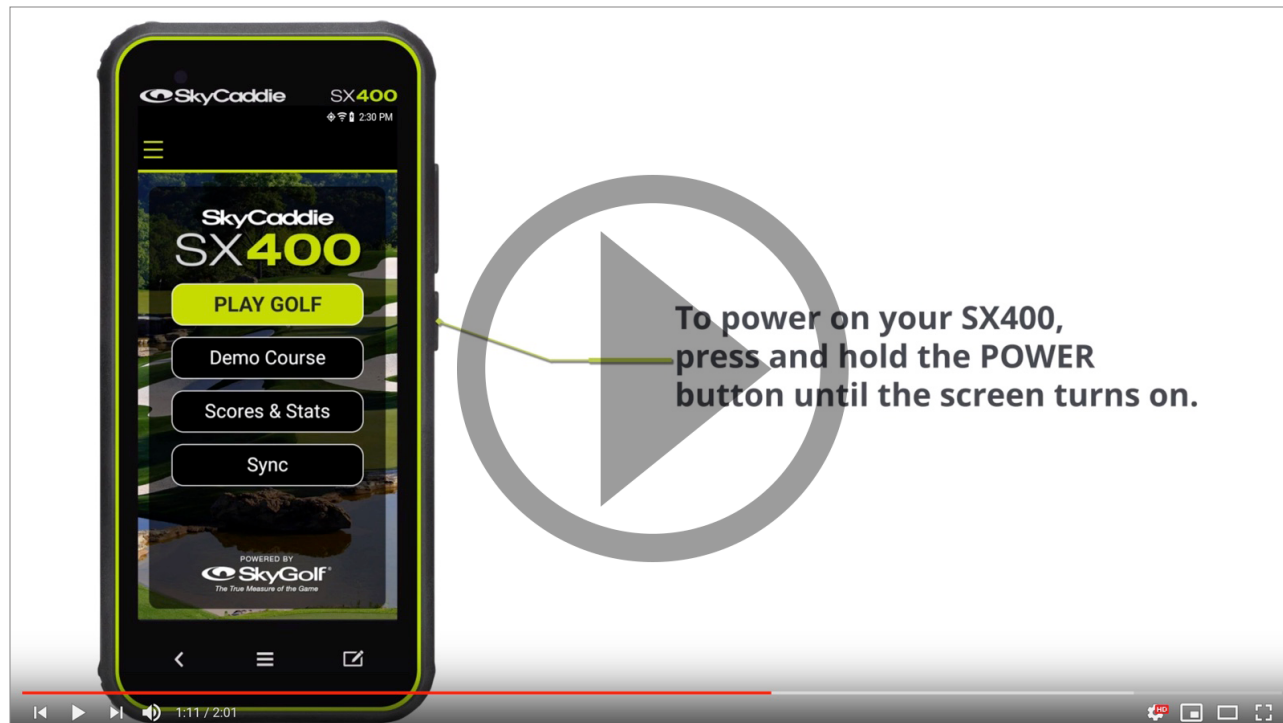 SkyCaddie SX400
2:30 PM
SkyCaddie
SX400
PLAY GOLF
Demo Course
Scores & Stats
Sync
POWERED BY
SkyGolf®
The True Measure of the Game
To power on your SX400,
press and hold the POWER
button until the screen turns on.
1:11 / 2:01
HD